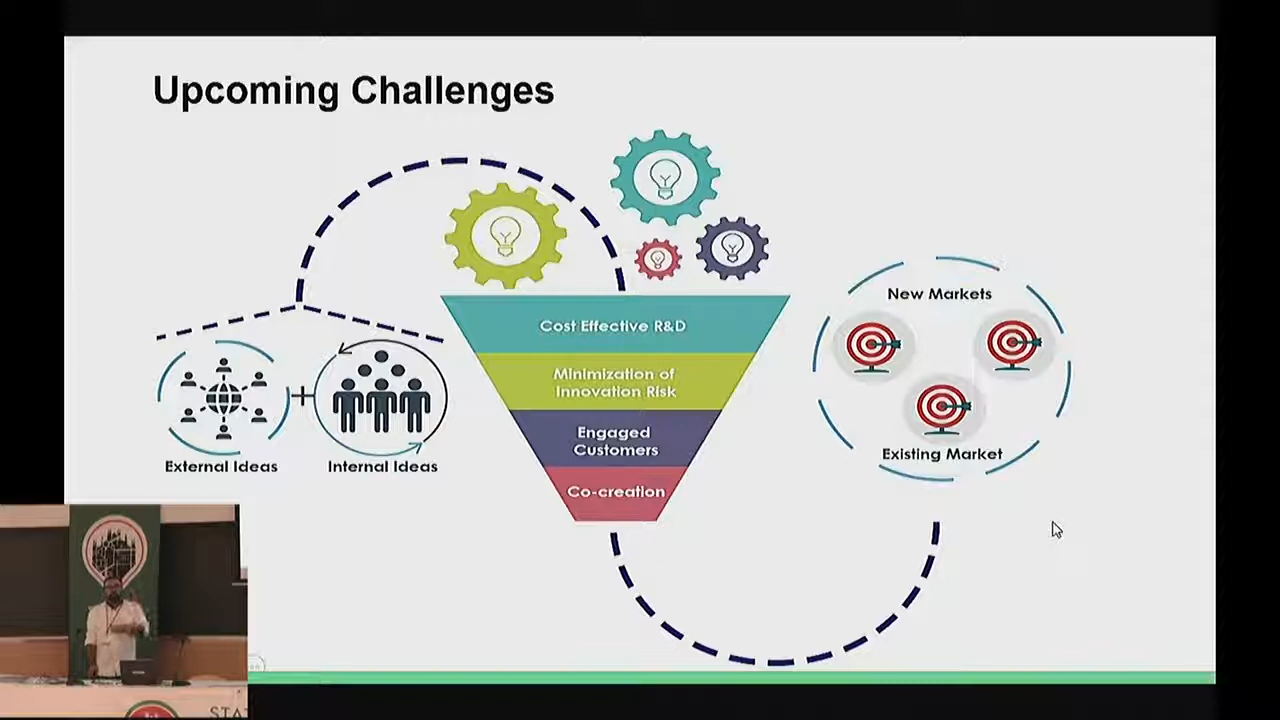 Upcoming Challenges
New Markets
Cost Effective R&D
Minimization of
Innovation Risk
Engaged
Customers
Existing Market
External Ideas
+
Internal Ideas
Co-creation